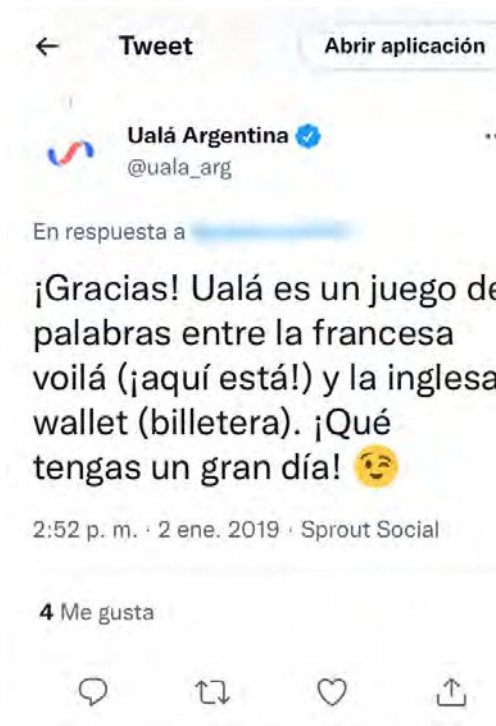 Tweet
Abrir aplicación
Ualá Argentina
@uala_arg
En respuesta a
¡Gracias! Ualá es un juego de
palabras entre la francesa
voilá (¡aquí está!) y la inglesa
wallet (billetera). ¡Qué
tengas un gran día! 😉
2:52 p. m. · 2 ene. 2019 · Sprout Social
4 Me gusta